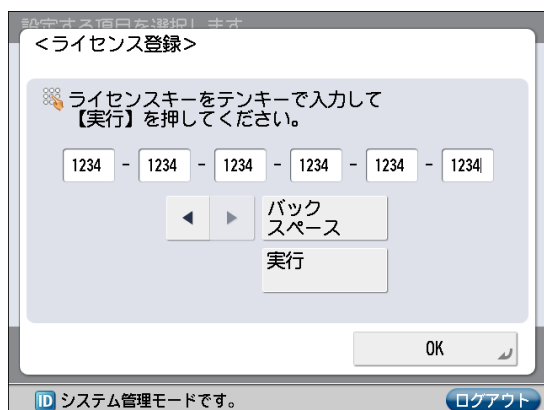 設定する項目を選択します
<ライセンス登録>
ライセンスキーをテンキーで入力して
【実行】を押してください。
1234 - 1234 - 1234 - 1234 - 1234 - 1234
◀ ▶ バック
スペース
実行
OK
ID システム管理モードです。 ログアウト